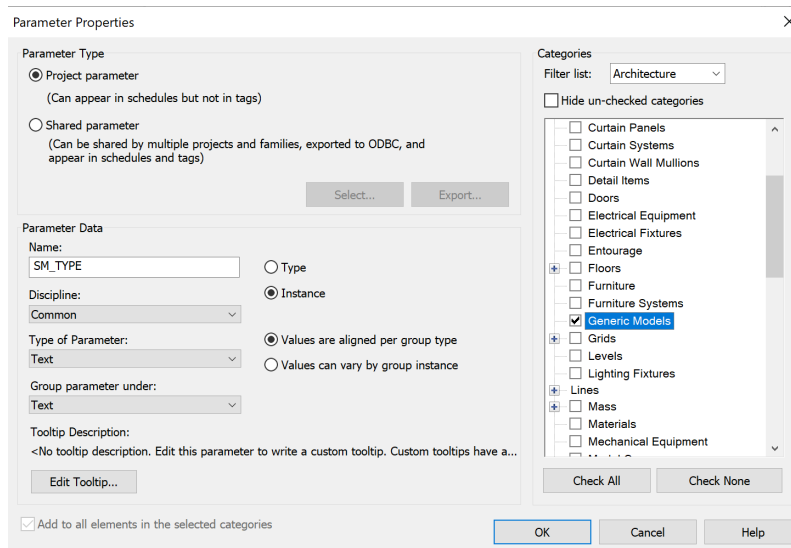 Parameter Properties
Parameter Type
Project parameter
(Can appear in schedules but not in tags)
Shared parameter
(Can be shared by multiple projects and families, exported to ODBC, and
appear in schedules and tags)
Select...
Export...
Parameter Data
Name:
SM_TYPE
Type
Discipline:
Instance
Common
Type of Parameter:
Values are aligned per group type
Text
Values can vary by group instance
Group parameter under:
Text
Tooltip Description:
<No tooltip description. Edit this parameter to write a custom tooltip. Custom tooltips have a...
Edit Tooltip...
Add to all elements in the selected categories
Categories
Filter list:
Architecture
Hide un-checked categories
Curtain Panels
Curtain Systems
Curtain Wall Mullions
Detail Items
Doors
Electrical Equipment
Electrical Fixtures
Entourage
Floors
Furniture
Furniture Systems
Generic Models
Grids
Levels
Lighting Fixtures
Lines
Mass
Materials
Mechanical Equipment
Check All
Check None
OK
Cancel
Help